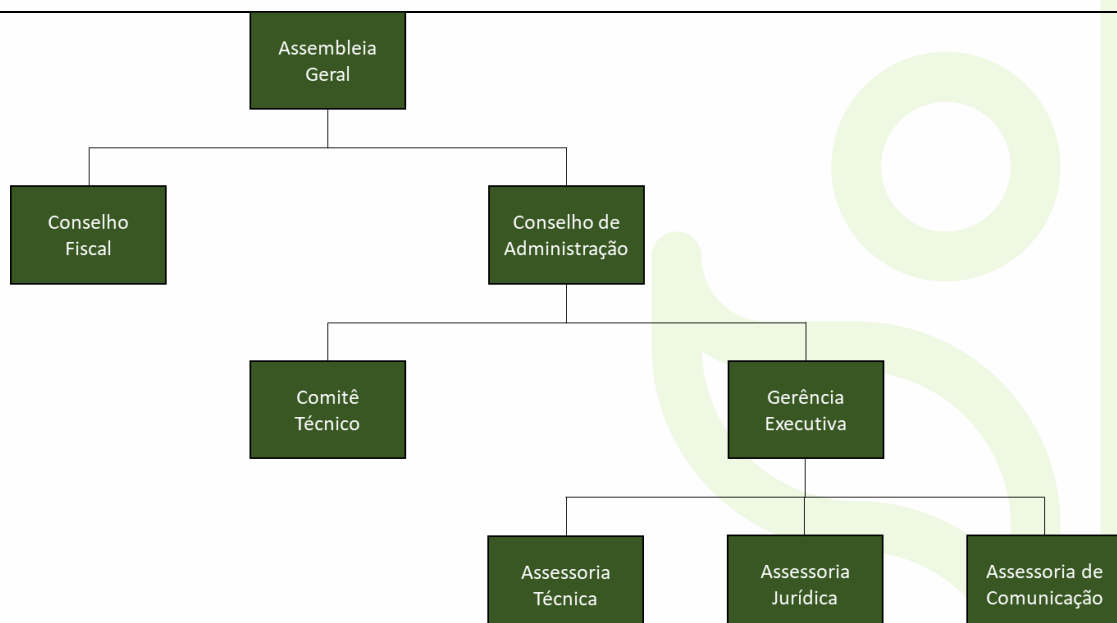 Assembleia
Geral
Conselho
Fiscal
Conselho de
Administração
Comitê
Técnico
Gerência
Executiva
Assessoria
Técnica
Assessoria
Jurídica
Assessoria de
Comunicação